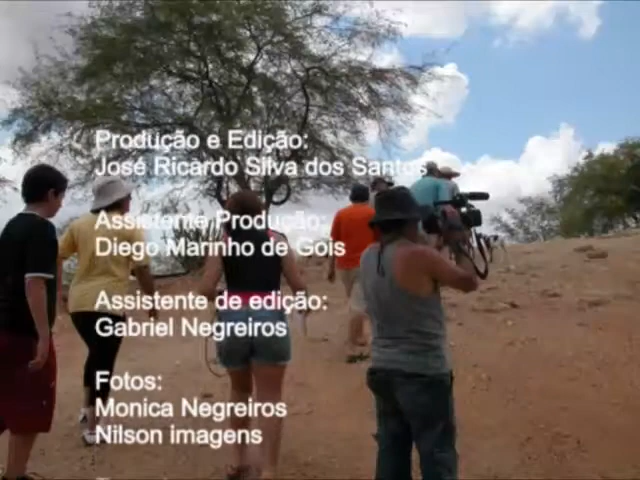 Produção e Edição:
José Ricardo Silva dos Santos
Assistente Produção:
Diego Marinho de Gois
Assistente de edição:
Gabriel Negreiros
Fotos:
Monica Negreiros
Nilson imagens